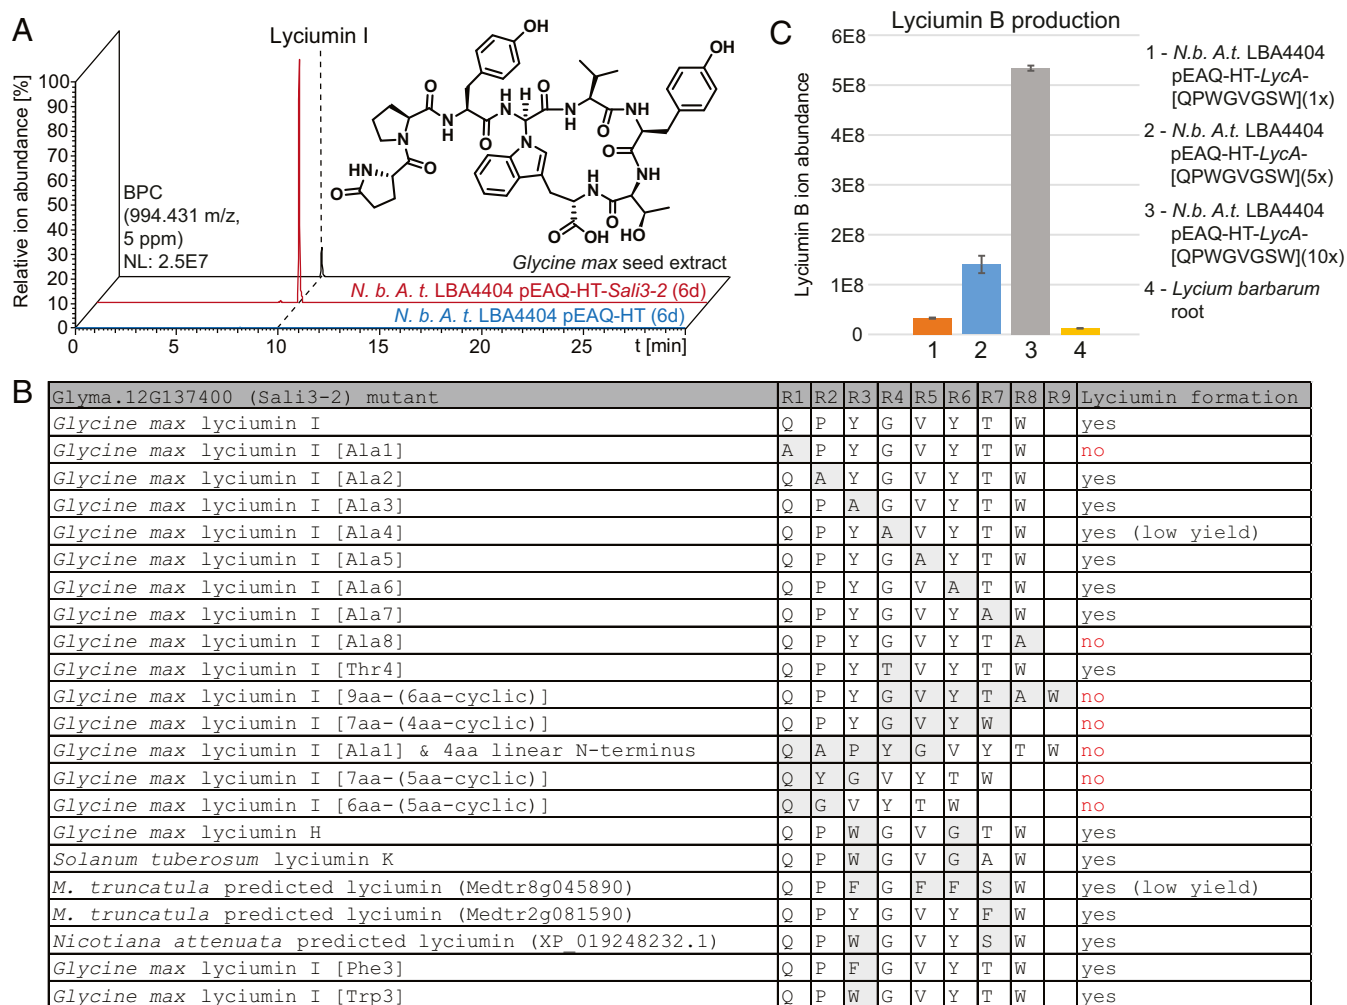 A
Lyciumin I
Relative ion abundance [%]
100
90
80
70
60
50
40
30
20
10
0
BPC
(994.431 m/z,
5 ppm)
NL: 2.5E7
OH
O
H
N
H
O
H
N
O
OH
N
H
O
N
H
N
O
N
O
HN
O
NH
H
N
O
O
OH
HO
Glycine max seed extract
N. b. A. t. LBA4404 pEAQ-HT-Sali3-2 (6d)
N. b. A. t. LBA4404 pEAQ-HT (6d)
0 5 10 15 20 25 t [min]
C
Lyciumin B production
Lyciumin B ion abundance
6E8
5E8
4E8
3E8
2E8
1E8
0
1 2 3 4
1 - N.b. A.t. LBA4404
pEAQ-HT-LycA-
[QPWGVGSW](1x)
2 - N.b. A.t. LBA4404
pEAQ-HT-LycA-
[QPWGVGSW](5x)
3 - N.b. A.t. LBA4404
pEAQ-HT-LycA-
[QPWGVGSW](10x)
4 - Lycium barbarum
root
B
Glyma.12G137400 (Sali3-2) mutant R1 R2 R3 R4 R5 R6 R7 R8 R9 Lyciumin formation
Glycine max lyciumin I Q P Y G V Y T W yes
Glycine max lyciumin I [Ala1] A P Y G V Y T W no
Glycine max lyciumin I [Ala2] Q A Y G V Y T W yes
Glycine max lyciumin I [Ala3] Q P A G V Y T W yes
Glycine max lyciumin I [Ala4] Q P Y A V Y T W yes (low yield)
Glycine max lyciumin I [Ala5] Q P Y G A Y T W yes
Glycine max lyciumin I [Ala6] Q P Y G V A T W yes
Glycine max lyciumin I [Ala7] Q P Y G V Y A W yes
Glycine max lyciumin I [Ala8] Q P Y G V Y T A no
Glycine max lyciumin I [Thr4] Q P Y T V Y T W yes
Glycine max lyciumin I [9aa-(6aa-cyclic)] Q P Y G V Y T A W no
Glycine max lyciumin I [7aa-(4aa-cyclic)] Q P Y G V Y W no
Glycine max lyciumin I [Ala1] & 4aa linear N-terminus Q A P Y G V Y T W no
Glycine max lyciumin I [7aa-(5aa-cyclic)] Q Y G V Y T W no
Glycine max lyciumin I [6aa-(5aa-cyclic)] Q G V Y T W no
Glycine max lyciumin H Q P W G V G T W yes
Solanum tuberosum lyciumin K Q P W G V G A W yes
M. truncatula predicted lyciumin (Medtr8g045890) Q P F G F F S W yes (low yield)
M. truncatula predicted lyciumin (Medtr2g081590) Q P Y G V Y F W yes
Nicotiana attenuata predicted lyciumin (XP_019248232.1) Q P W G V Y S W yes
Glycine max lyciumin I [Phe3] Q P F G V Y T W yes
Glycine max lyciumin I [Trp3] Q P W G V Y T W yes